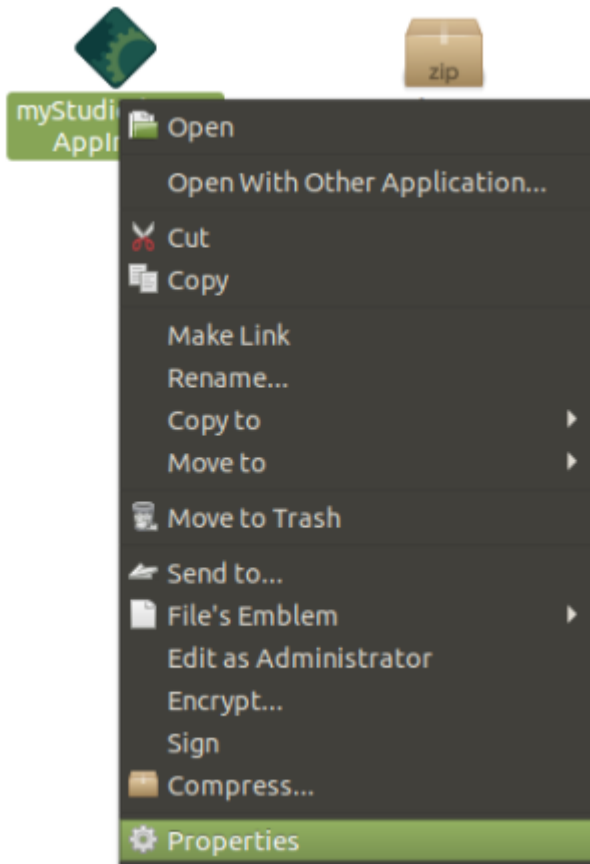 zip
Open
Open With Other Application...
Cut
Copy
Make Link
Rename...
Copy to
Move to
Move to Trash
Send to...
File's Emblem
Edit as Administrator
Encrypt...
Sign
Compress...
Properties